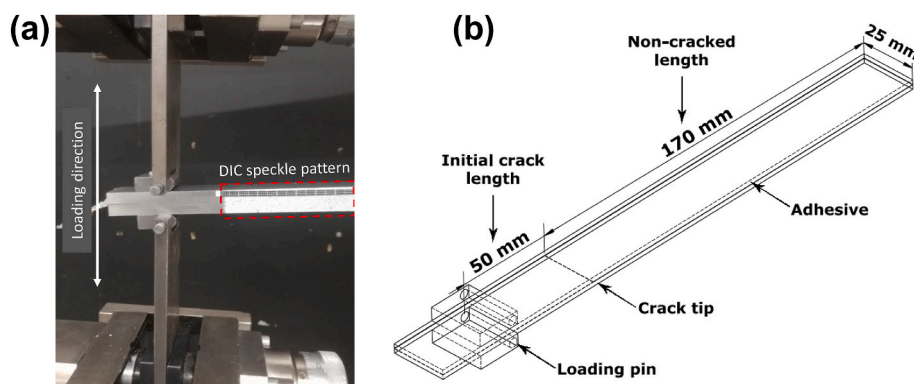 (a)
Loading direction
DIC speckle pattern
(b)
Non-cracked
length
25 mm
170 mm
Initial crack
length
50 mm
Adhesive
Crack tip
Loading pin